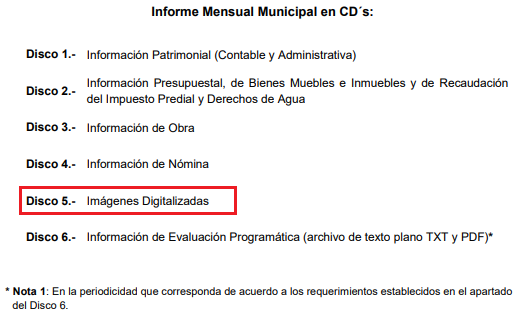 Informe Mensual Municipal en CD´s:
Disco 1.- Información Patrimonial (Contable y Administrativa)
Disco 2.- Información Presupuestal, de Bienes Muebles e Inmuebles y de Recaudación
del Impuesto Predial y Derechos de Agua
Disco 3.- Información de Obra
Disco 4.- Información de Nómina
Disco 5.- Imágenes Digitalizadas
Disco 6.- Información de Evaluación Programática (archivo de texto plano TXT y PDF)*
* Nota 1: En la periodicidad que corresponda de acuerdo a los requerimientos establecidos en el apartado
del Disco 6.